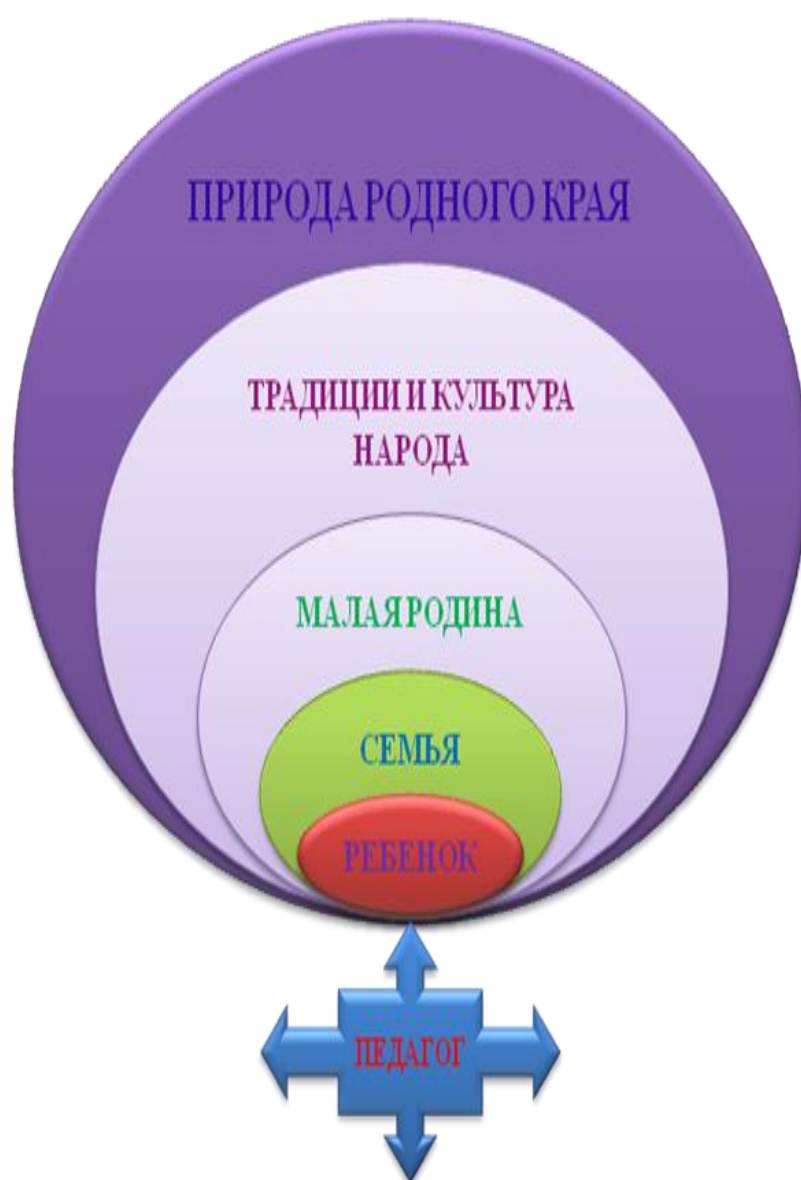 ПРИРОДА РОДНОГО КРАЯ
ТРАДИЦИИ И КУЛЬТУРА
НАРОДА
МАЛАЯ РОДИНА
СЕМЬЯ
РЕБЕНОК
ПЕДАГОГ